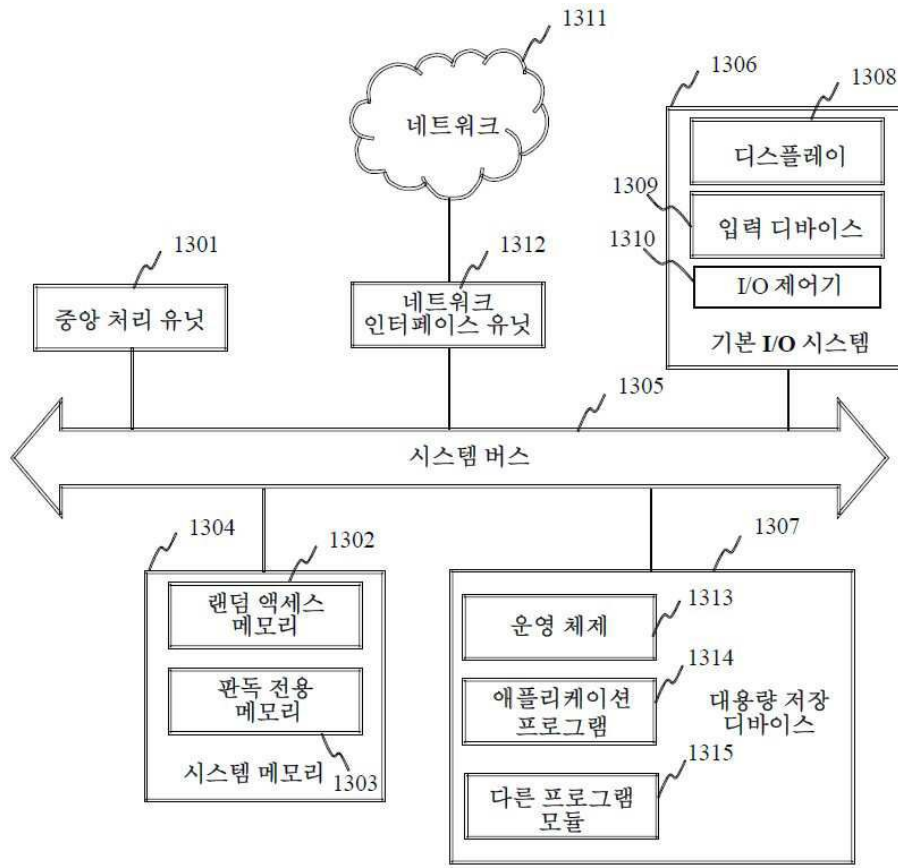 1311
네트워크
1306
1308
디스플레이
1309
입력 디바이스
1310
I/O 제어기
기본 I/O 시스템
1301
중앙 처리 유닛
1312
네트워크
인터페이스 유닛
1305
시스템 버스
1304
1302
랜덤 액세스
메모리
판독 전용
메모리
시스템 메모리
1303
1307
1313
운영 체제
1314
애플리케이션
프로그램
대용량 저장
디바이스
1315
다른 프로그램
모듈